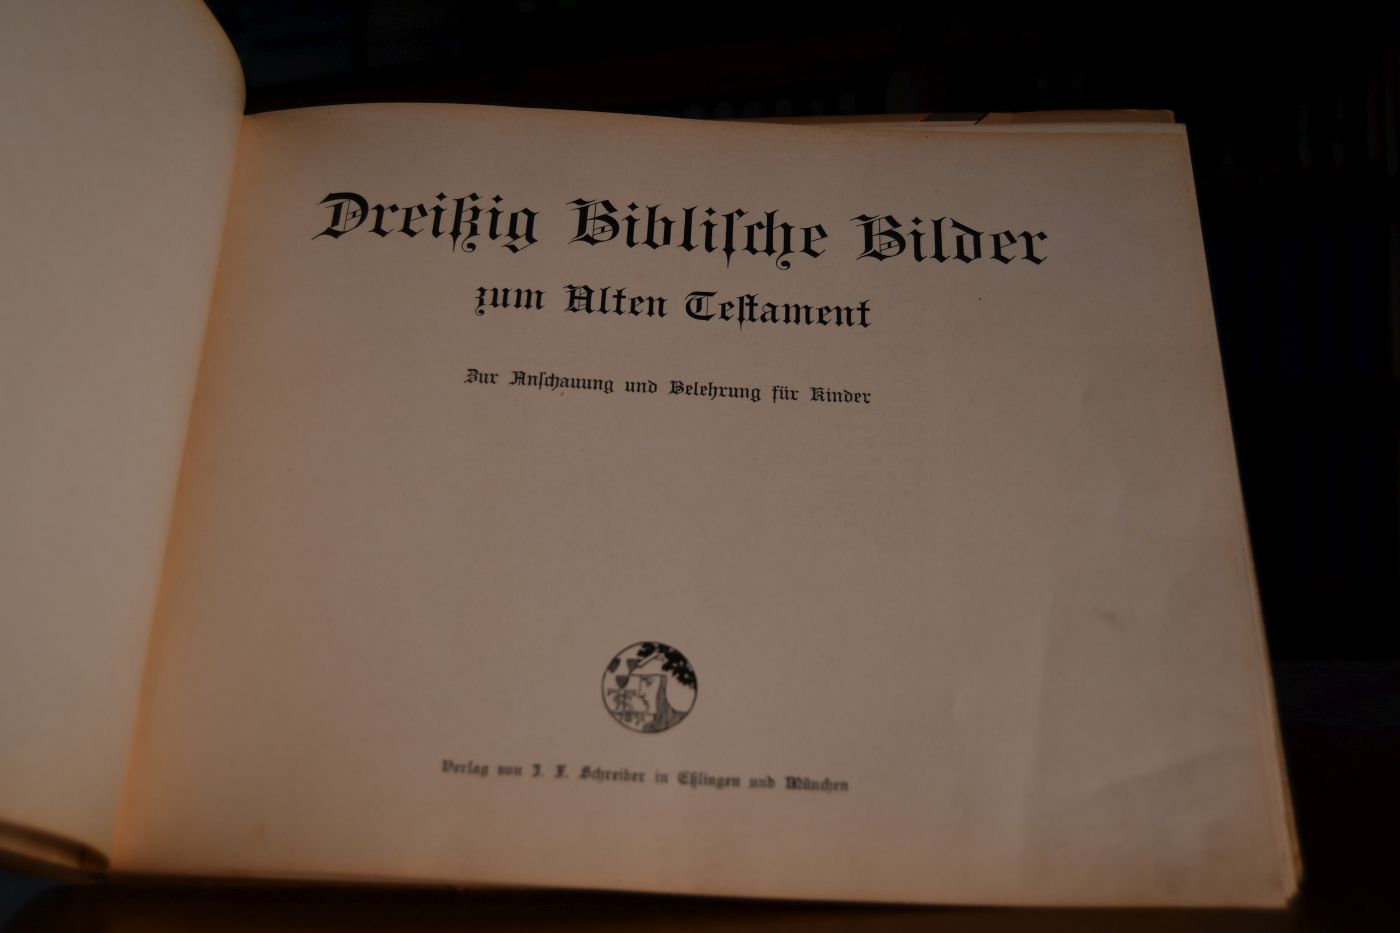 Dreißig Bibliſche Bilder
zum Alten Teſtament
Zur Anſchauung und Belehrung für Kinder
Verlag von J. F. Schreiber in Eßlingen und München